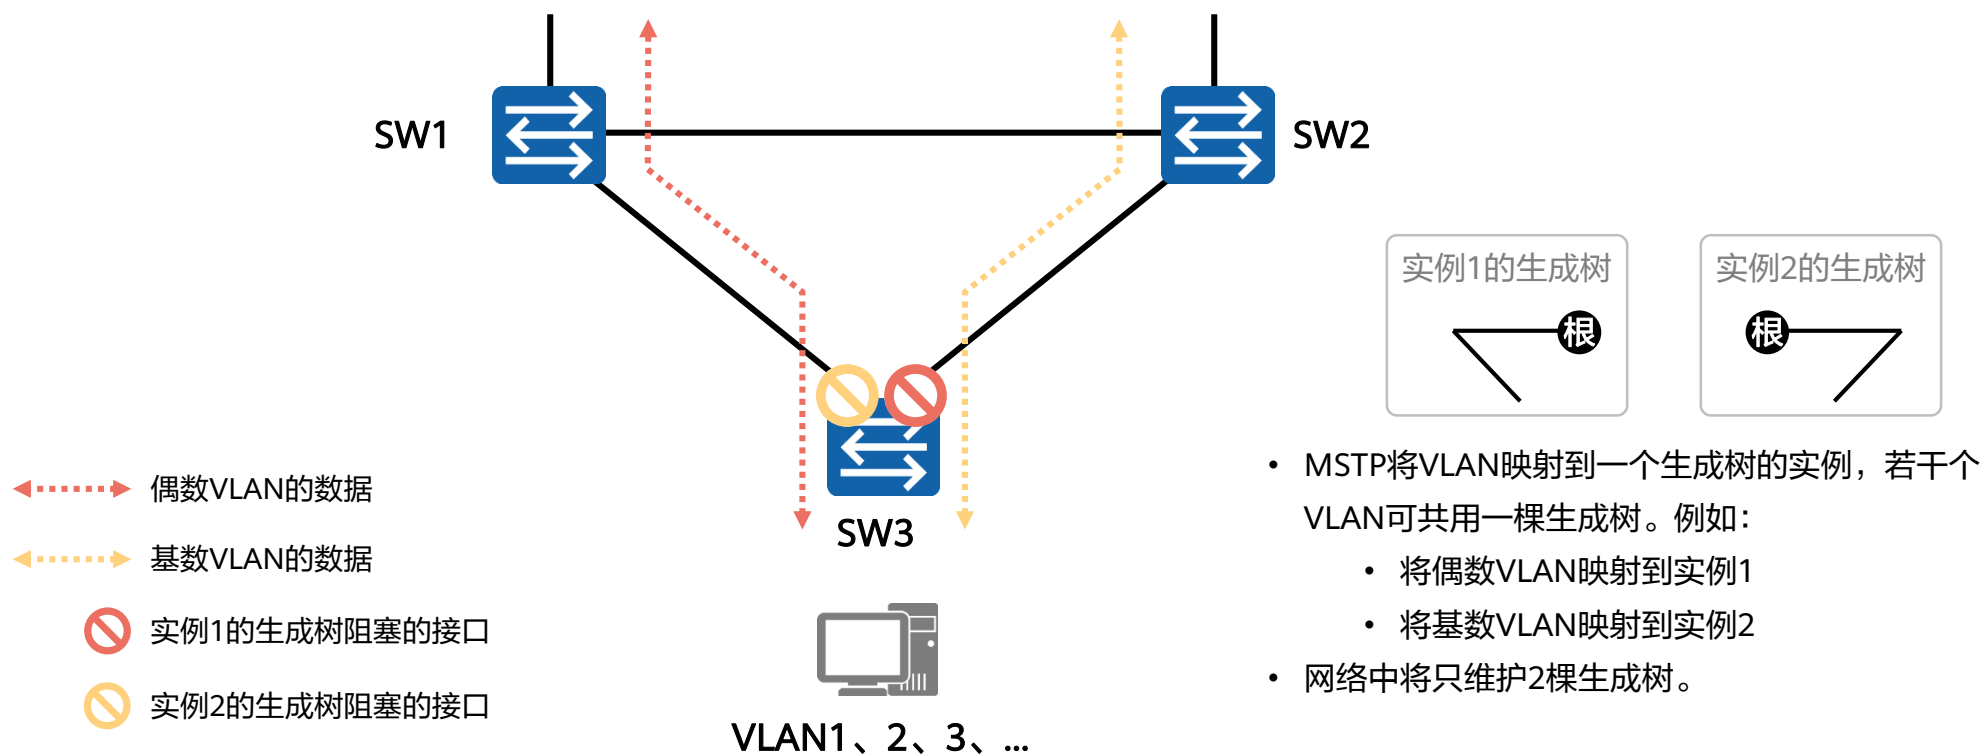 SW1
SW2
实例1的生成树
实例2的生成树
根
根
SW3
偶数VLAN的数据
基数VLAN的数据
实例1的生成树阻塞的接口
实例2的生成树阻塞的接口
VLAN1、2、3、...
• MSTP将VLAN映射到一个生成树的实例，若干个
VLAN可共用一棵生成树。例如：
• 将偶数VLAN映射到实例1
• 将基数VLAN映射到实例2
• 网络中将只维护2棵生成树。